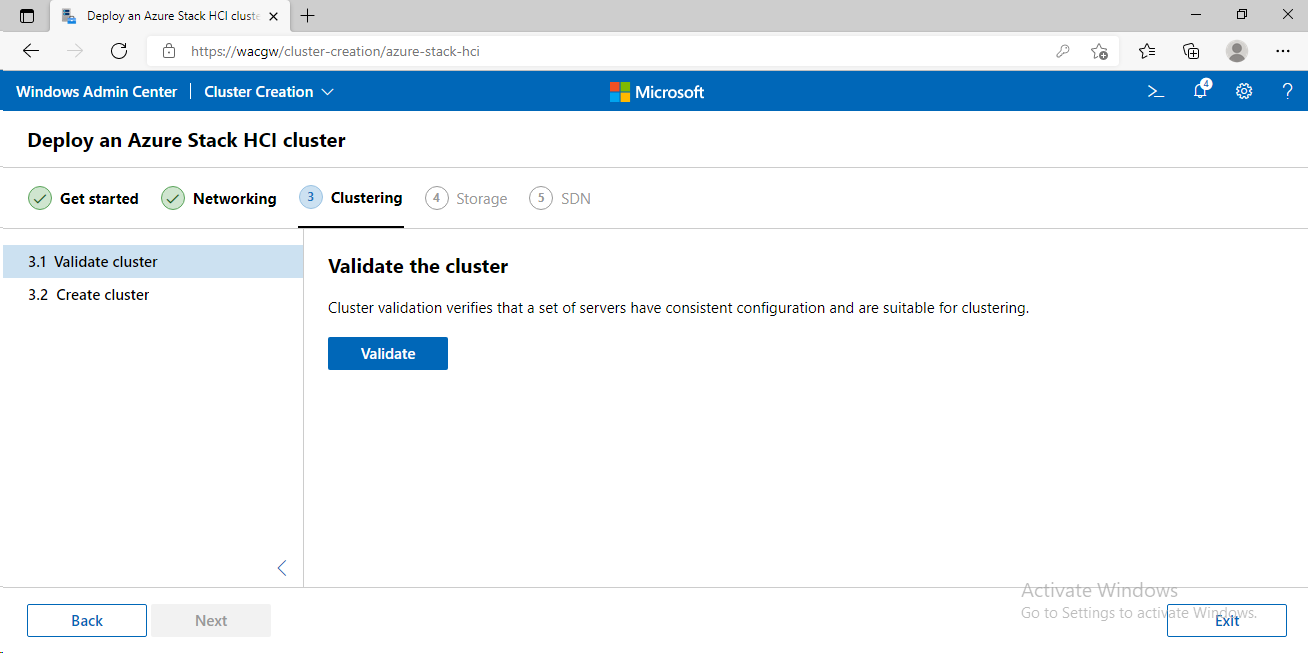 Deploy an Azure Stack HCI cluste
https://wacgw/cluster-creation/azure-stack-hci
Windows Admin Center
Cluster Creation
Microsoft
>_
4
?
Deploy an Azure Stack HCI cluster
Get started
Networking
3 Clustering
4 Storage
5 SDN
3.1 Validate cluster
3.2 Create cluster
Validate the cluster
Cluster validation verifies that a set of servers have consistent configuration and are suitable for clustering.
Validate
Activate Windows
Go to Settings to activate Windows.
Back
Next
Exit